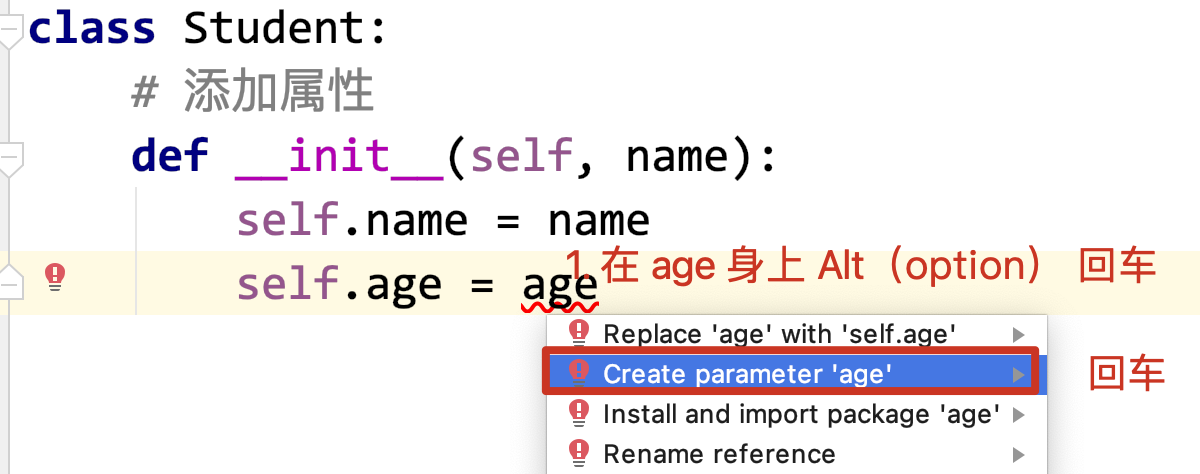 class Student:
# 添加属性
def __init__(self, name):
self.name = name
self.age = age
1. 在 age 身上 Alt（option） 回车
Replace 'age' with 'self.age'
Create parameter 'age'
回车
Install and import package 'age'
Rename reference